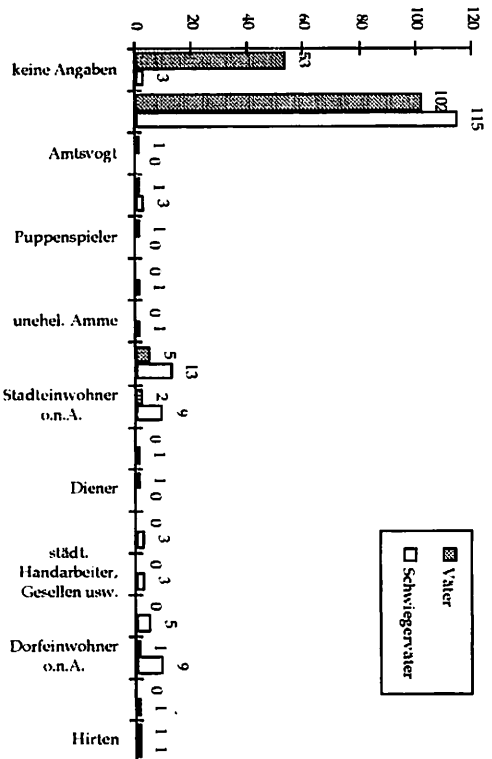 0
20
40
60
80
100
120
keine Angaben
53
3
102
115
Amtsvogt
1
0
1
3
Puppenspieler
1
0
0
1
unehel. Amme
0
1
5
13
Stadteinwohner
o.n.A.
2
9
0
1
Diener
1
0
0
3
städt.
Handarbeiter,
Gesellen usw.
0
3
0
5
Dorfeinwohner
o.n.A.
1
9
0
1
Hirten
1
1
Väter
Schwiegerväter